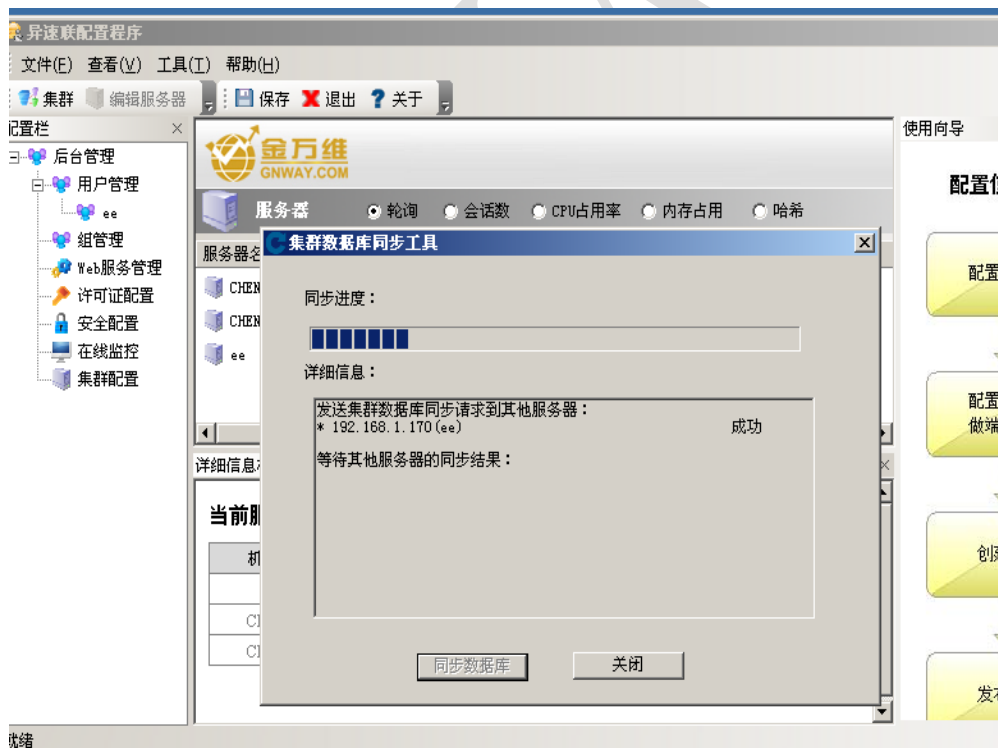 异速联配置程序
文件(F) 查看(V) 工具(T) 帮助(H)
集群 编辑服务器 保存 退出 ? 关于
配置栏
后台管理
用户管理
ee
组管理
Web服务管理
许可证配置
安全配置
在线监控
集群配置
金万维
GNWAY.COM
服务器 轮询 会话数 CPU占用率 内存占用 哈希
服务器名
CHEN
CHEN
ee
集群数据库同步工具
同步进度：
详细信息：
发送集群数据库同步请求到其他服务器：
* 192.168.1.170(ee) 成功
等待其他服务器的同步结果：
同步数据库 关闭
详细信息
当前服
机
使用向导
配置信
配置
配置
做端
创建
发布
就绪